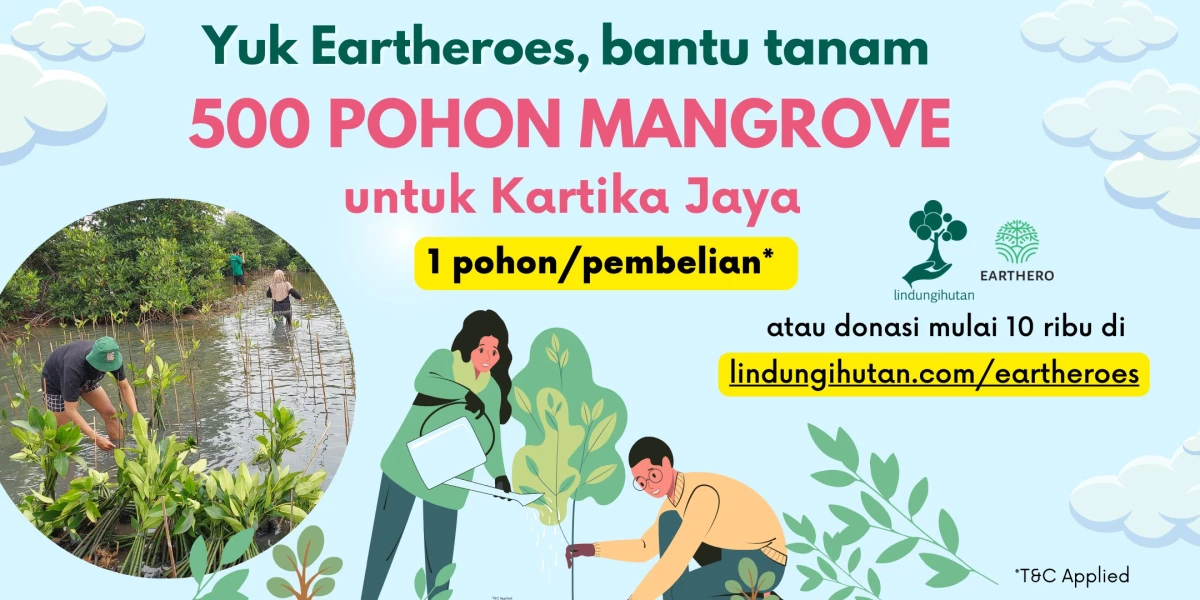 Yuk Eartheroes, bantu tanam
500 POHON MANGROVE
untuk Kartika Jaya
1 pohon/pembelian*
lindungihutan
EARTHERO
atau donasi mulai 10 ribu di
lindungihutan.com/eartheroes
*T&C Applied
*T&C Applied